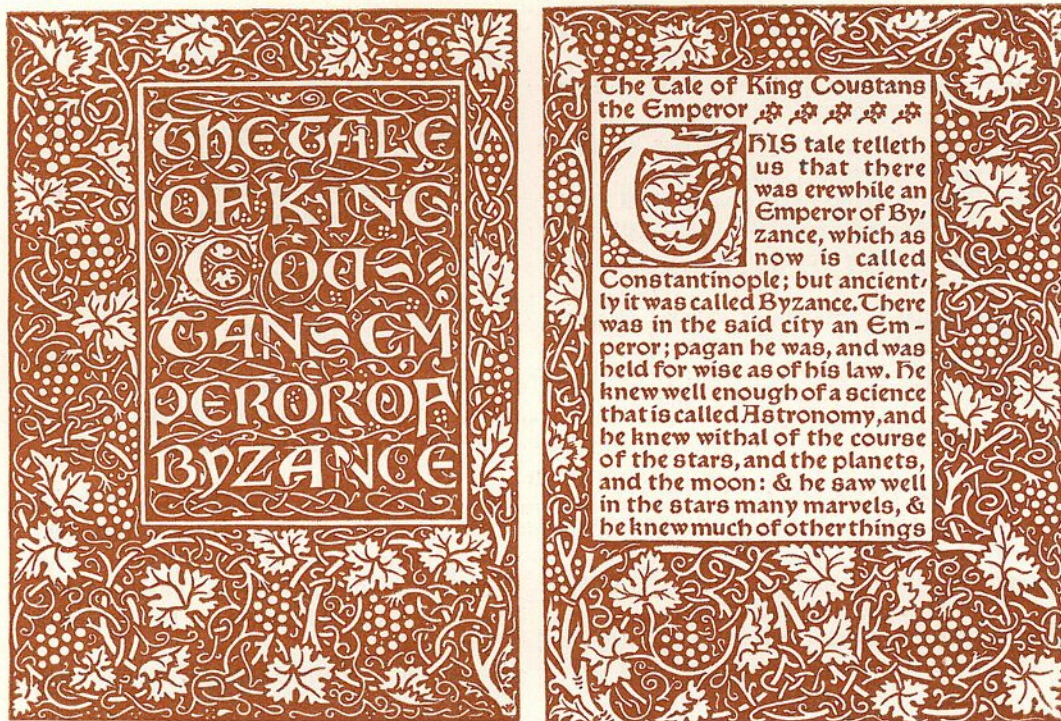 THE TALE
OF KING
COUS
TANS EM
PEROR OF
BYZANCE
The Tale of King Coustans
the Emperor
THIS tale telleth
us that there
was erewhile an
Emperor of By-
zance, which as
now is called
Constantinople; but ancient-
ly it was called Byzance. There
was in the said city an Em-
peror; pagan he was, and was
held for wise as of his law. He
knew well enough of a science
that is called Astronomy, and
he knew withal of the course
of the stars, and the planets,
and the moon: & he saw well
in the stars many marvels, &
he knew much of other things